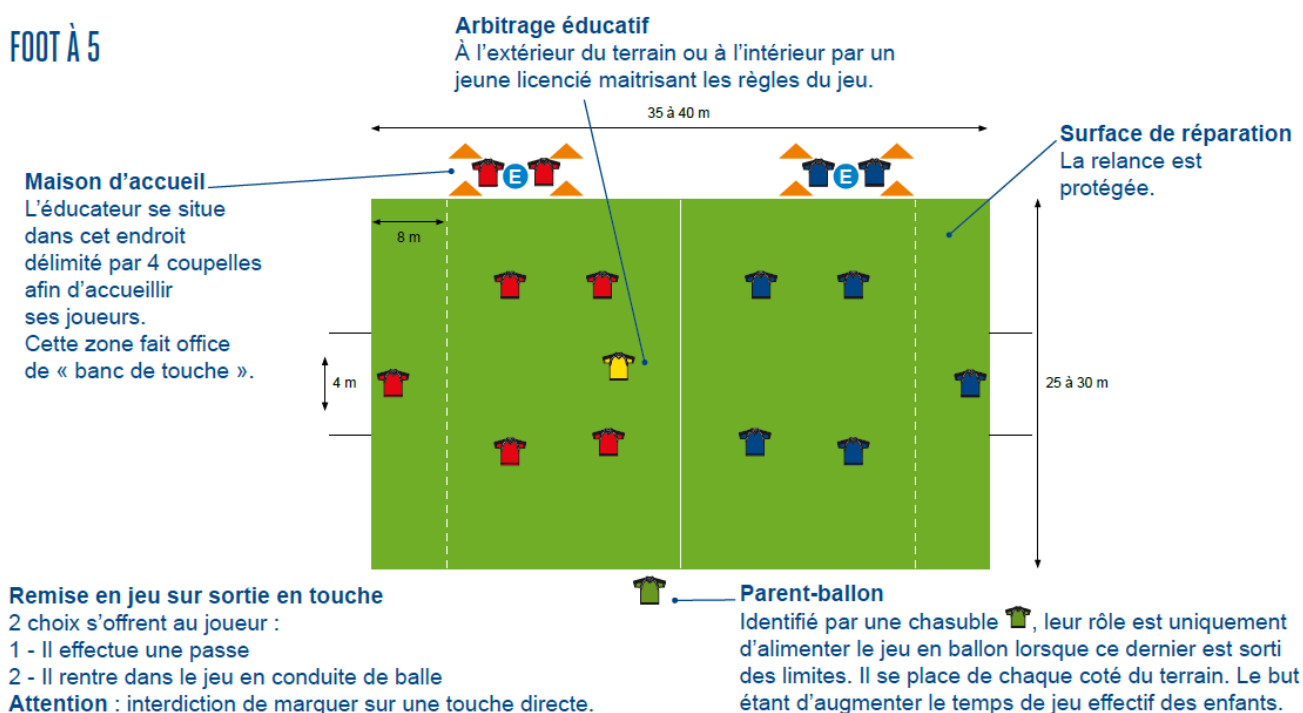 FOOT À 5
Arbitrage éducatif
À l'extérieur du terrain ou à l'intérieur par un
jeune licencié maitrisant les règles du jeu.
35 à 40 m
Surface de réparation
La relance est
protégée.
Maison d'accueil
L'éducateur se situe
dans cet endroit
délimité par 4 coupelles
afin d'accueillir
ses joueurs.
Cette zone fait office
de « banc de touche ».
E
E
8 m
4 m
25 à 30 m
Remise en jeu sur sortie en touche
2 choix s'offrent au joueur :
1 - Il effectue une passe
2 - Il rentre dans le jeu en conduite de balle
Attention : interdiction de marquer sur une touche directe.
Parent-ballon
Identifié par une chasuble , leur rôle est uniquement
d'alimenter le jeu en ballon lorsque ce dernier est sorti
des limites. Il se place de chaque coté du terrain. Le but
étant d'augmenter le temps de jeu effectif des enfants.